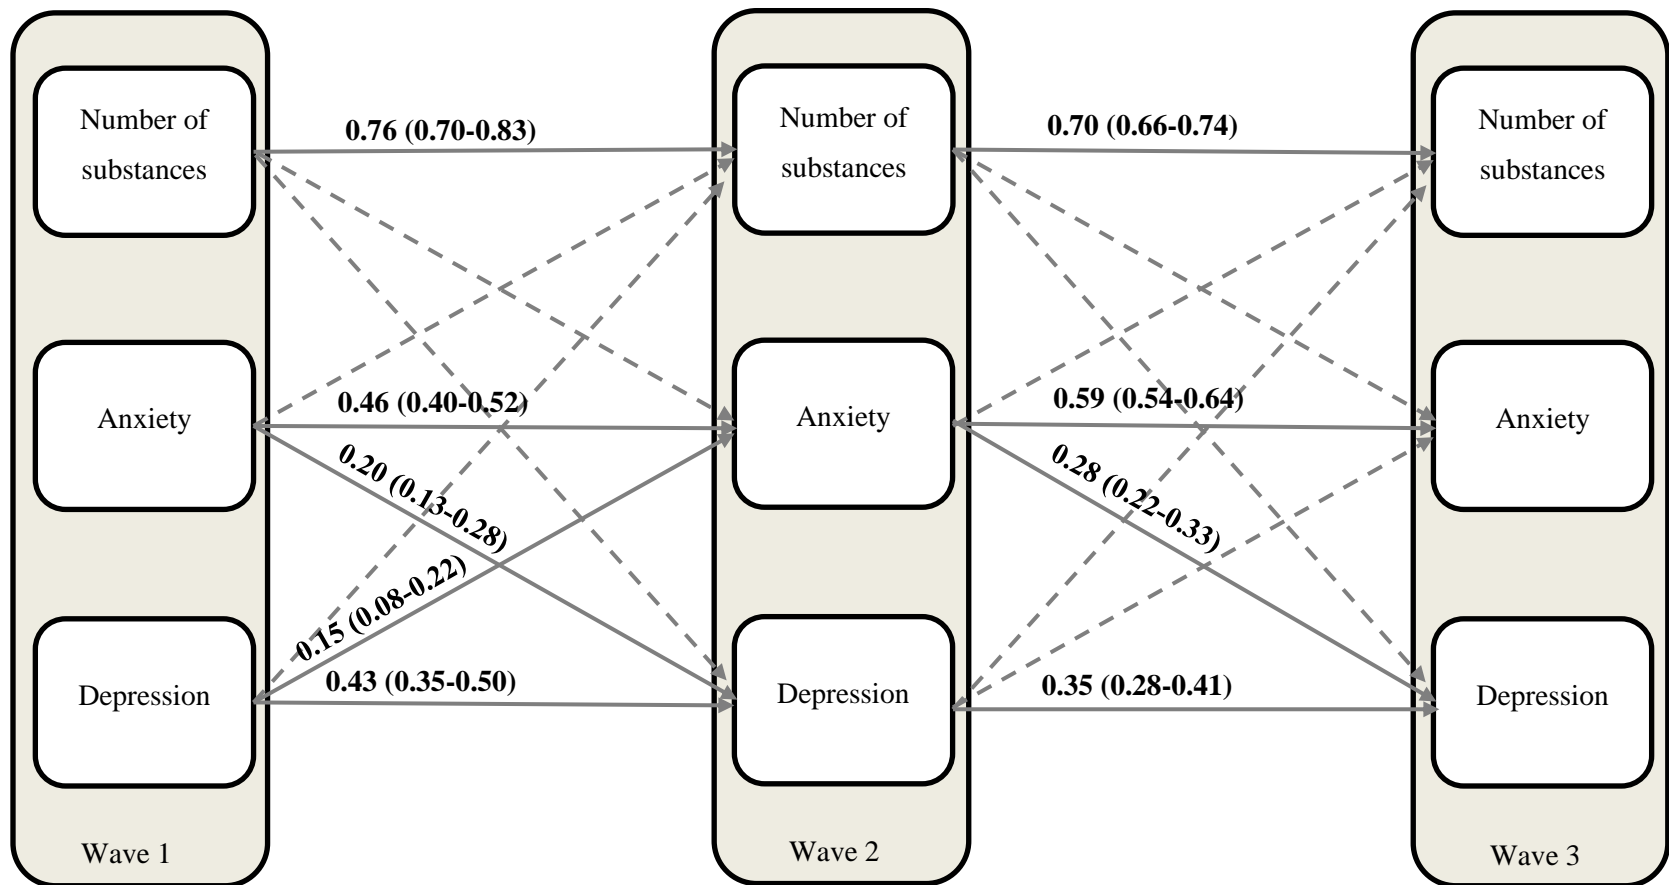 Number of
substances
0.76 (0.70-0.83)
Number of
substances
0.70 (0.66-0.74)
Number of
substances
Anxiety
0.46 (0.40-0.52)
Anxiety
0.59 (0.54-0.64)
Anxiety
0.20 (0.13-0.28)
0.28 (0.22-0.33)
0.15 (0.08-0.22)
Depression
0.43 (0.35-0.50)
Depression
0.35 (0.28-0.41)
Depression
Wave 1
Wave 2
Wave 3